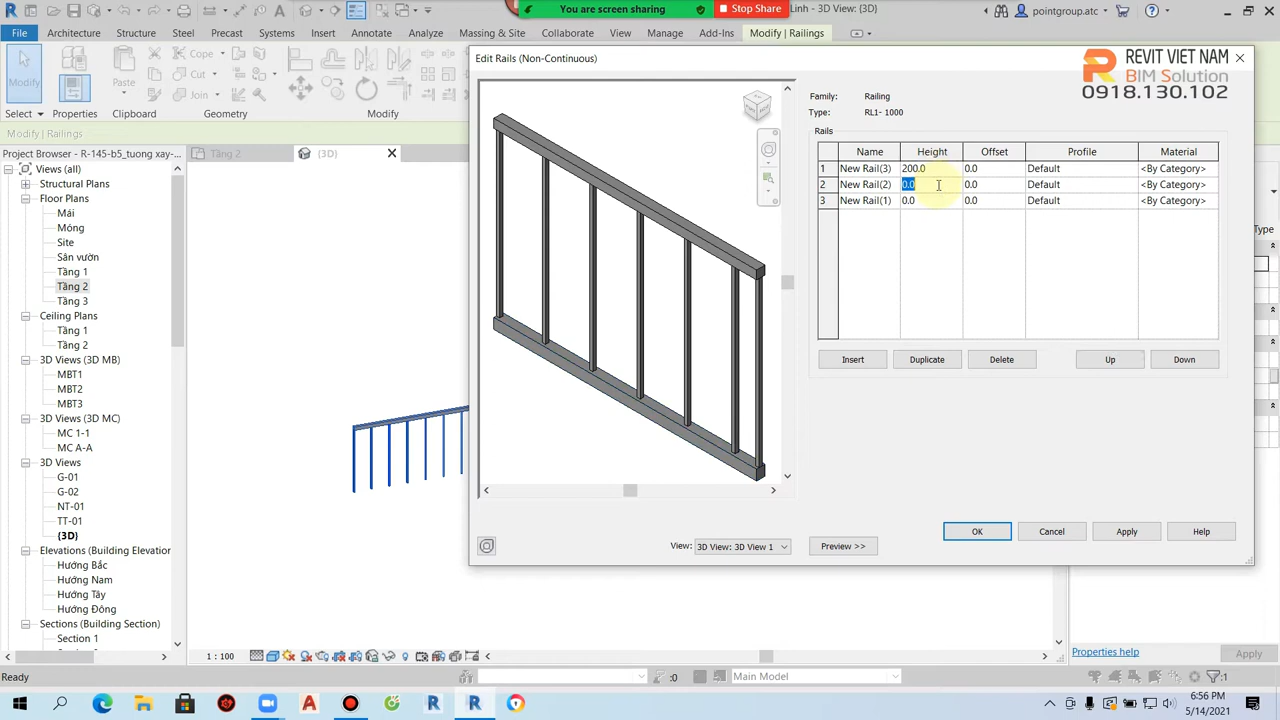 You are screen sharing
Stop Share
Linh - 3D View: {3D}
pointgroup.atc
File
Architecture
Structure
Steel
Precast
Systems
Insert
Annotate
Analyze
Massing & Site
Collaborate
View
Manage
Add-Ins
Modify | Railings
Modify
Paste
Cope
Cut
Join
Select
Properties
Clipboard
Geometry
Modify
Modify | Railings
Project Browser - R-145-b5_tuong xay-...
Tầng 2
{3D}
Views (all)
Structural Plans
Floor Plans
Mái
Roof
Site
Sân vườn
Tầng 1
Tầng 2
Tầng 3
Ceiling Plans
Tầng 1
Tầng 2
3D Views (3D MB)
MBT1
MBT2
MBT3
3D Views (3D MC)
MC 1-1
MC A-A
3D Views
G-01
G-02
NT-01
TT-01
{3D}
Elevations (Building Elevation
Hướng Bắc
Hướng Nam
Hướng Tây
Hướng Đông
Sections (Building Section)
Section 1
Edit Rails (Non-Continuous)
REVIT VIET NAM
BIM Solution
0918.130.102
Family: Railing
Type: RL1- 1000
Rails
Name Height Offset Profile Material
1 New Rail(3) 200.0 0.0 Default <By Category>
2 New Rail(2) 0.0 0.0 Default <By Category>
3 New Rail(1) 0.0 0.0 Default <By Category>
Insert
Duplicate
Delete
Up
Down
OK
Cancel
Apply
Help
View: 3D View: 3D View 1
Preview >>
Type
1 : 100
Properties help
Apply
Ready
:0
Main Model
:1
6:56 PM
5/14/2021